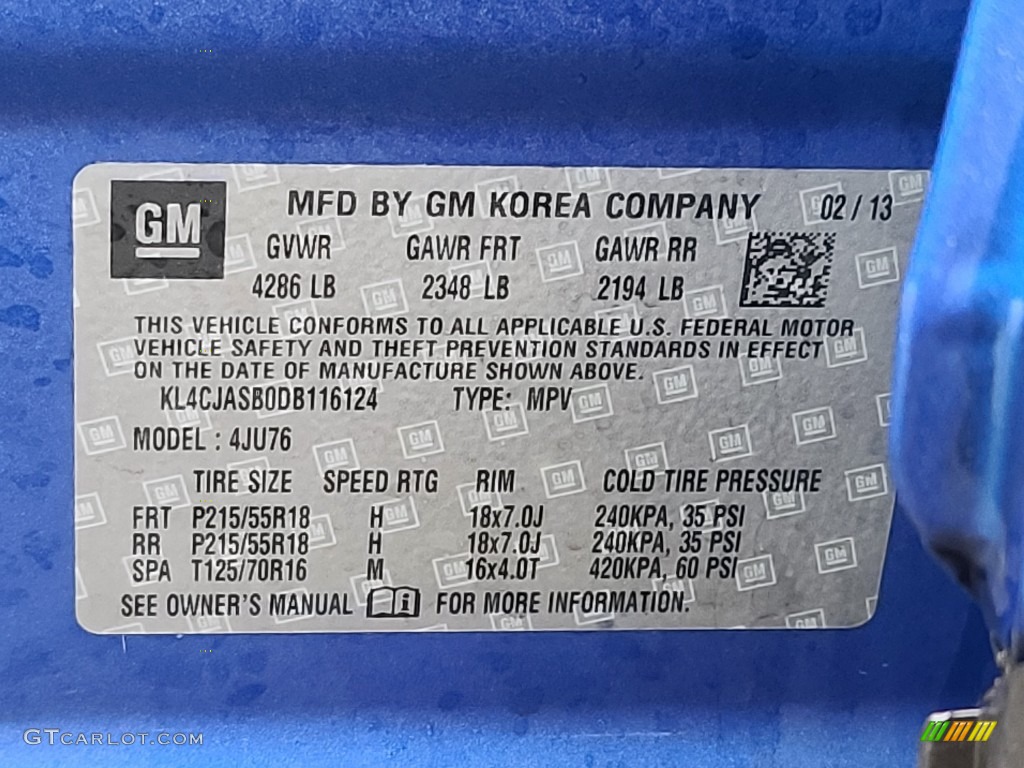 GM MFD BY GM KOREA COMPANY 02 / 13
GVWR GAWR FRT GAWR RR
4286 LB 2348 LB 2194 LB
THIS VEHICLE CONFORMS TO ALL APPLICABLE U.S. FEDERAL MOTOR
VEHICLE SAFETY AND THEFT PREVENTION STANDARDS IN EFFECT
ON THE DATE OF MANUFACTURE SHOWN ABOVE.
KL4CJASB0DB116124 TYPE: MPV
MODEL : 4JU76
TIRE SIZE SPEED RTG RIM COLD TIRE PRESSURE
FRT P215/55R18 H 18x7.0J 240KPA, 35 PSI
RR P215/55R18 H 18x7.0J 240KPA, 35 PSI
SPA T125/70R16 M 16x4.0T 420KPA, 60 PSI
SEE OWNER'S MANUAL FOR MORE INFORMATION.
GTCARLOT.COM